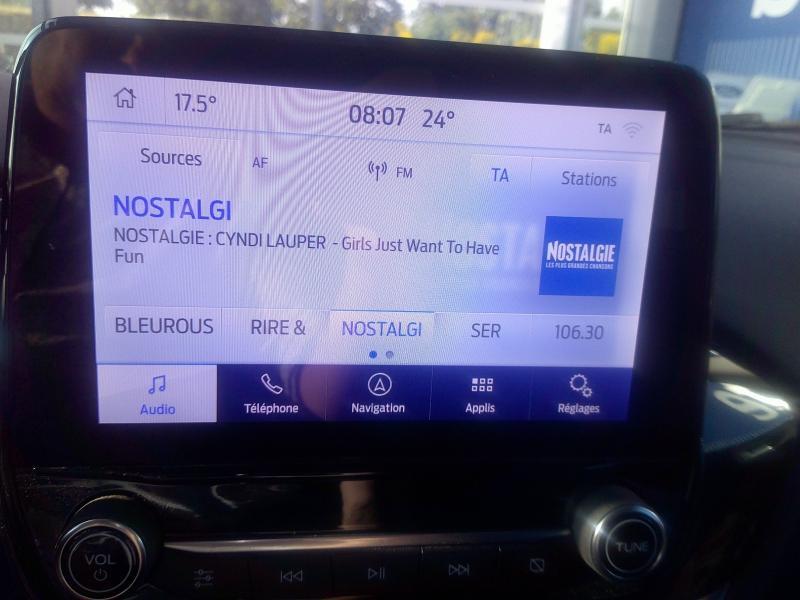 17.5°
08:07 24°
TA
Sources
AF
FM
TA
Stations
NOSTALGI
NOSTALGIE : CYNDI LAUPER - Girls Just Want To Have
Fun
NOSTALGIE
LES PLUS GRANDES CHANSONS
BLEUROUS
RIRE &
NOSTALGI
SER
106.30
Audio
Téléphone
Navigation
Applis
Réglages
VOL
TUNE